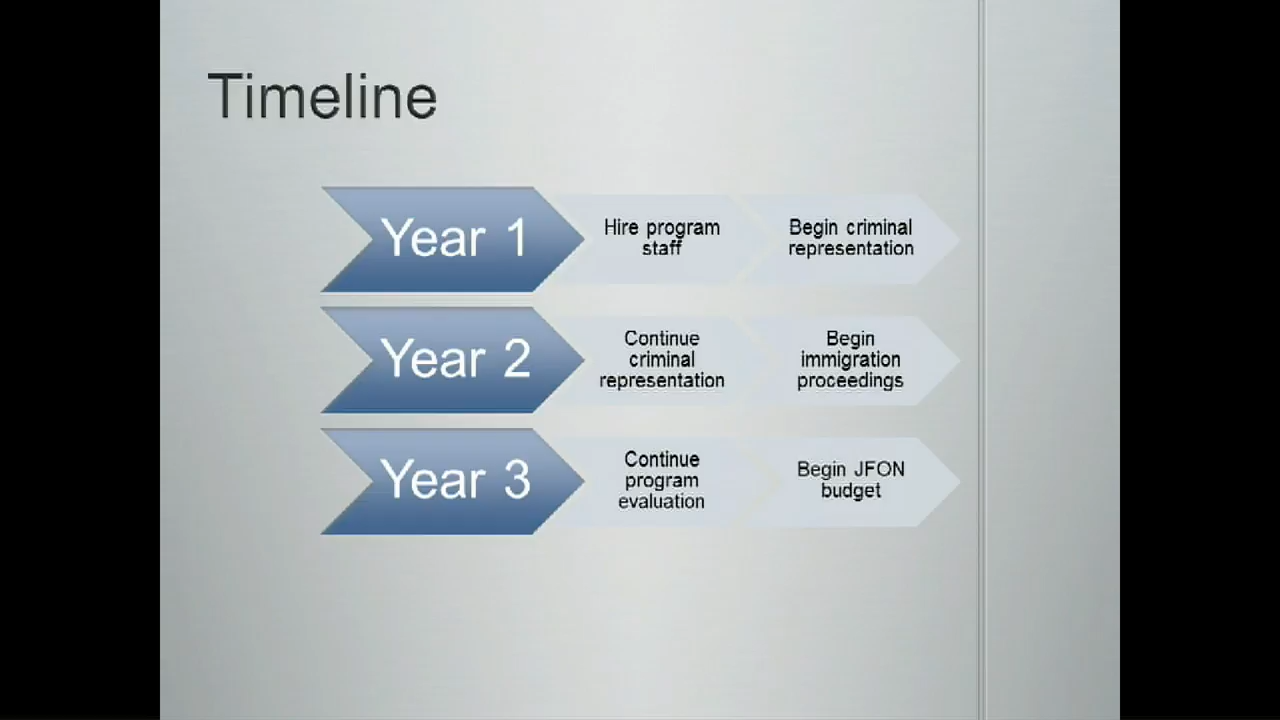 Timeline
Year 1
Hire program
staff
Begin criminal
representation
Year 2
Continue
criminal
representation
Begin
immigration
proceedings
Year 3
Continue
program
evaluation
Begin JFON
budget